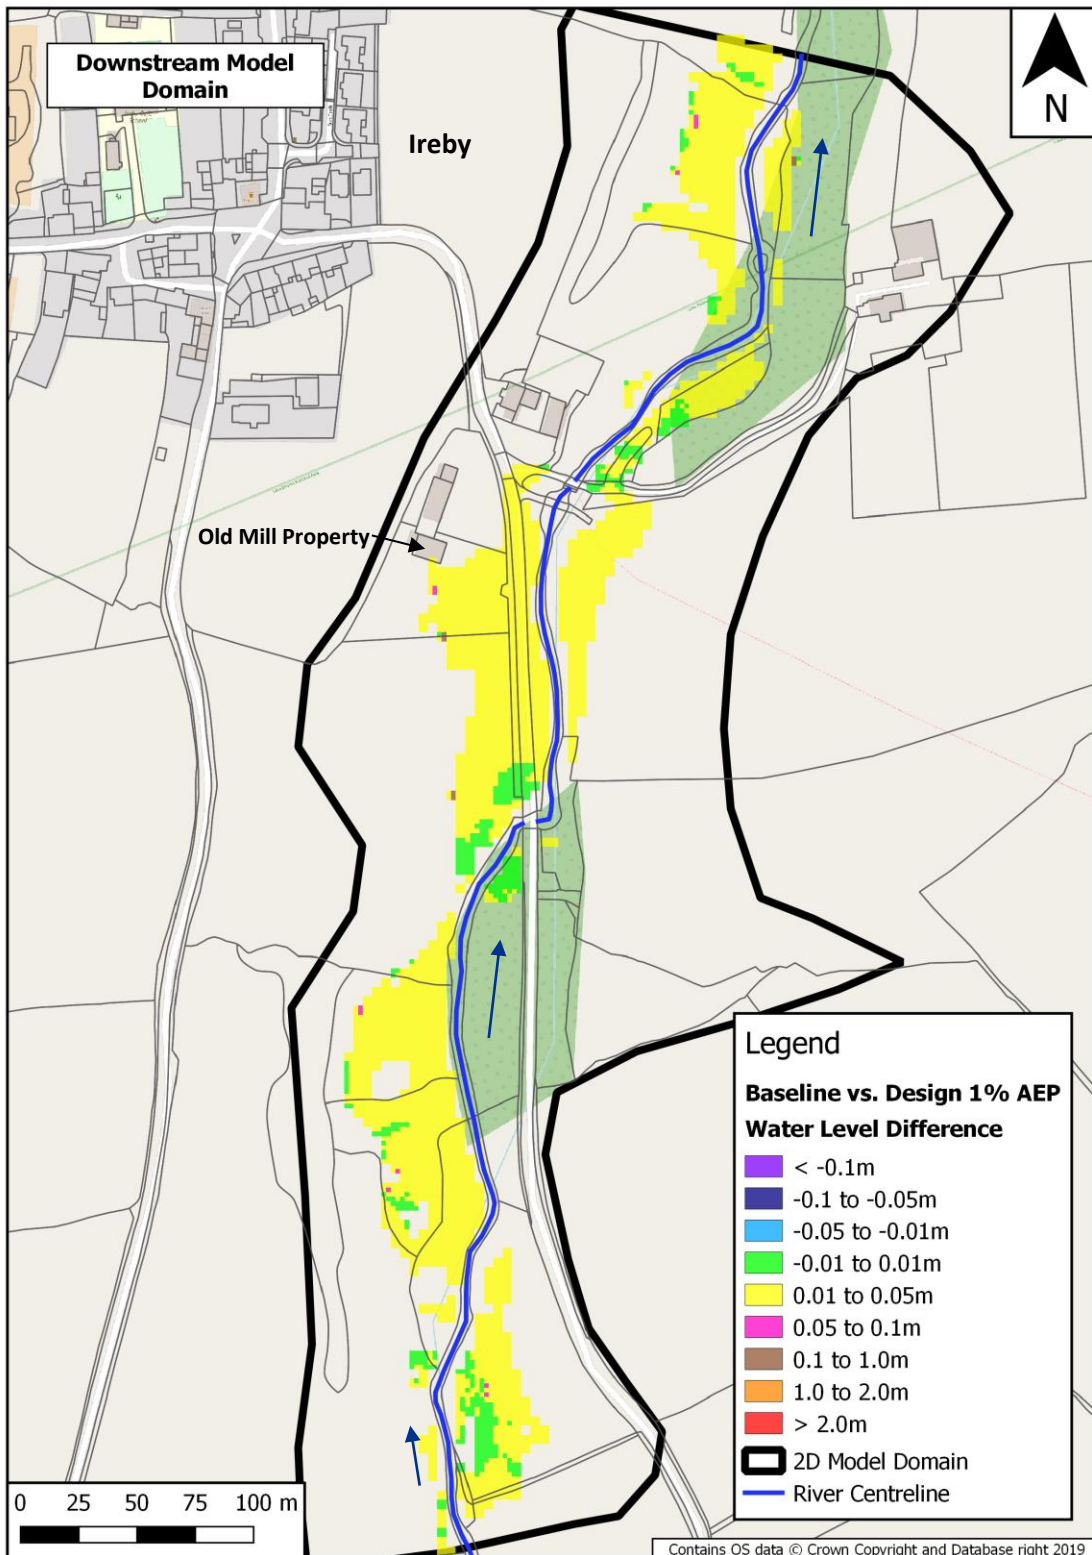 Downstream Model
Domain
Ireby
N
Old Mill Property
Legend
Baseline vs. Design 1% AEP
Water Level Difference
< -0.1m
-0.1 to -0.05m
-0.05 to -0.01m
-0.01 to 0.01m
0.01 to 0.05m
0.05 to 0.1m
0.1 to 1.0m
1.0 to 2.0m
> 2.0m
2D Model Domain
River Centreline
0 25 50 75 100 m
Contains OS data © Crown Copyright and Database right 2019